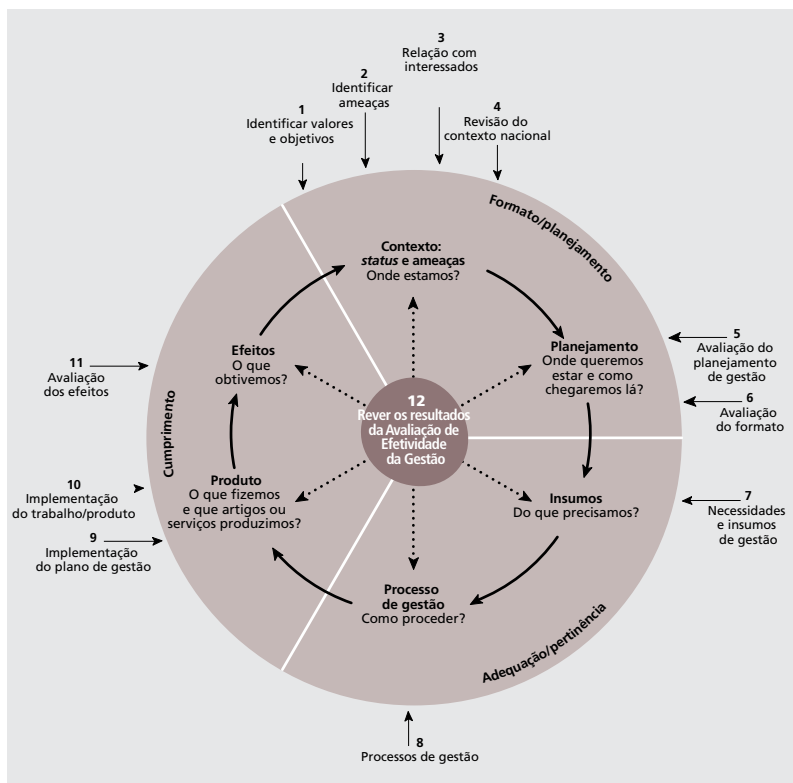 1
Identificar valores
e objetivos
2
Identificar
ameaças
3
Relação com
interessados
4
Revisão do
contexto nacional
Formato/planejamento
5
Avaliação do
planejamento
de gestão
6
Avaliação
do formato
7
Necessidades
e insumos
de gestão
Adequação/pertinência
8
Processos de gestão
9
Implementação
do plano de gestão
10
Implementação
do trabalho/produto
11
Avaliação
dos efeitos
Cumprimento
Contexto:
status e ameaças
Onde estamos?
Planejamento
Onde queremos
estar e como
chegaremos lá?
Insumos
Do que precisamos?
Processo
de gestão
Como proceder?
Produto
O que fizemos
e que artigos ou
serviços produzimos?
Efeitos
O que
obtivemos?
12
Rever os resultados
da Avaliação de
Efetividade
da Gestão